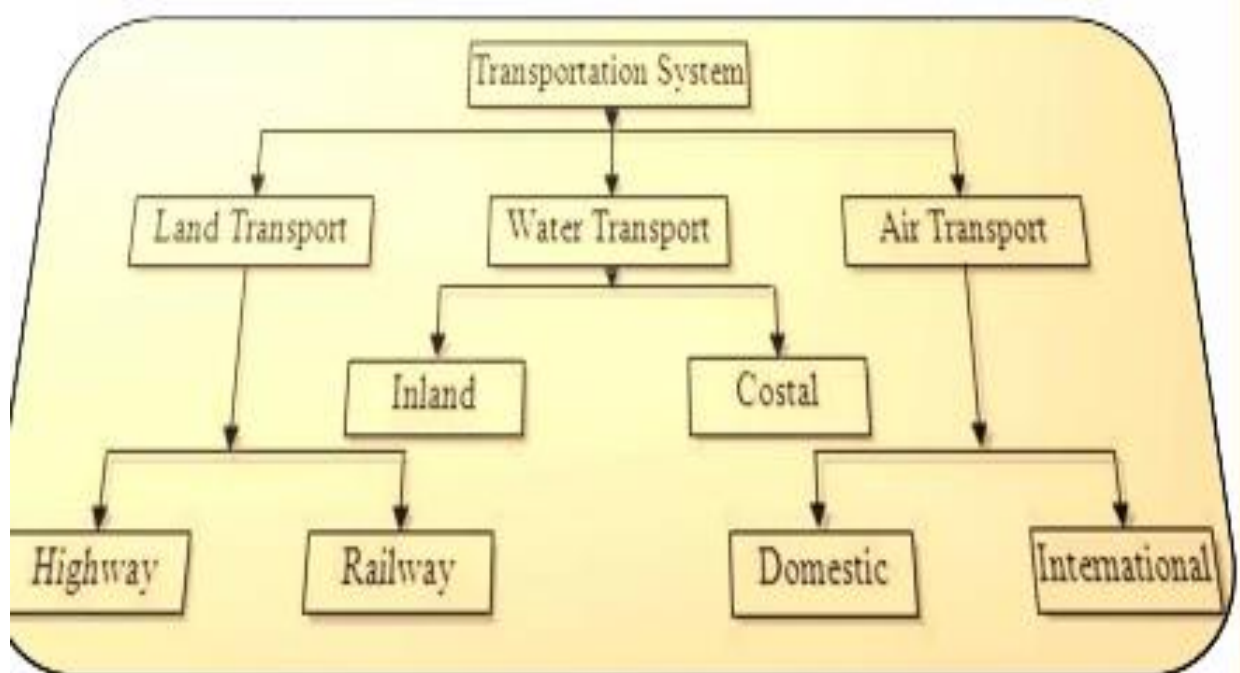 Transportation System
Land Transport
Water Transport
Air Transport
Inland
Costal
Highway
Railway
Domestic
International